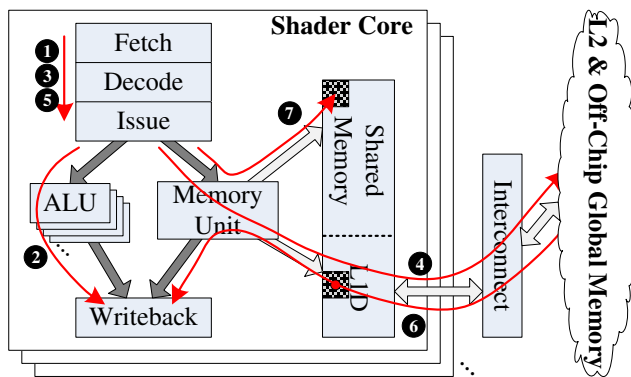 Shader Core
Fetch
Decode
Issue
1
3
5
7
ALU
Memory
Unit
Shared
Memory
L1D
Interconnect
L2 & Off-Chip Global Memory
2
4
6
Writeback